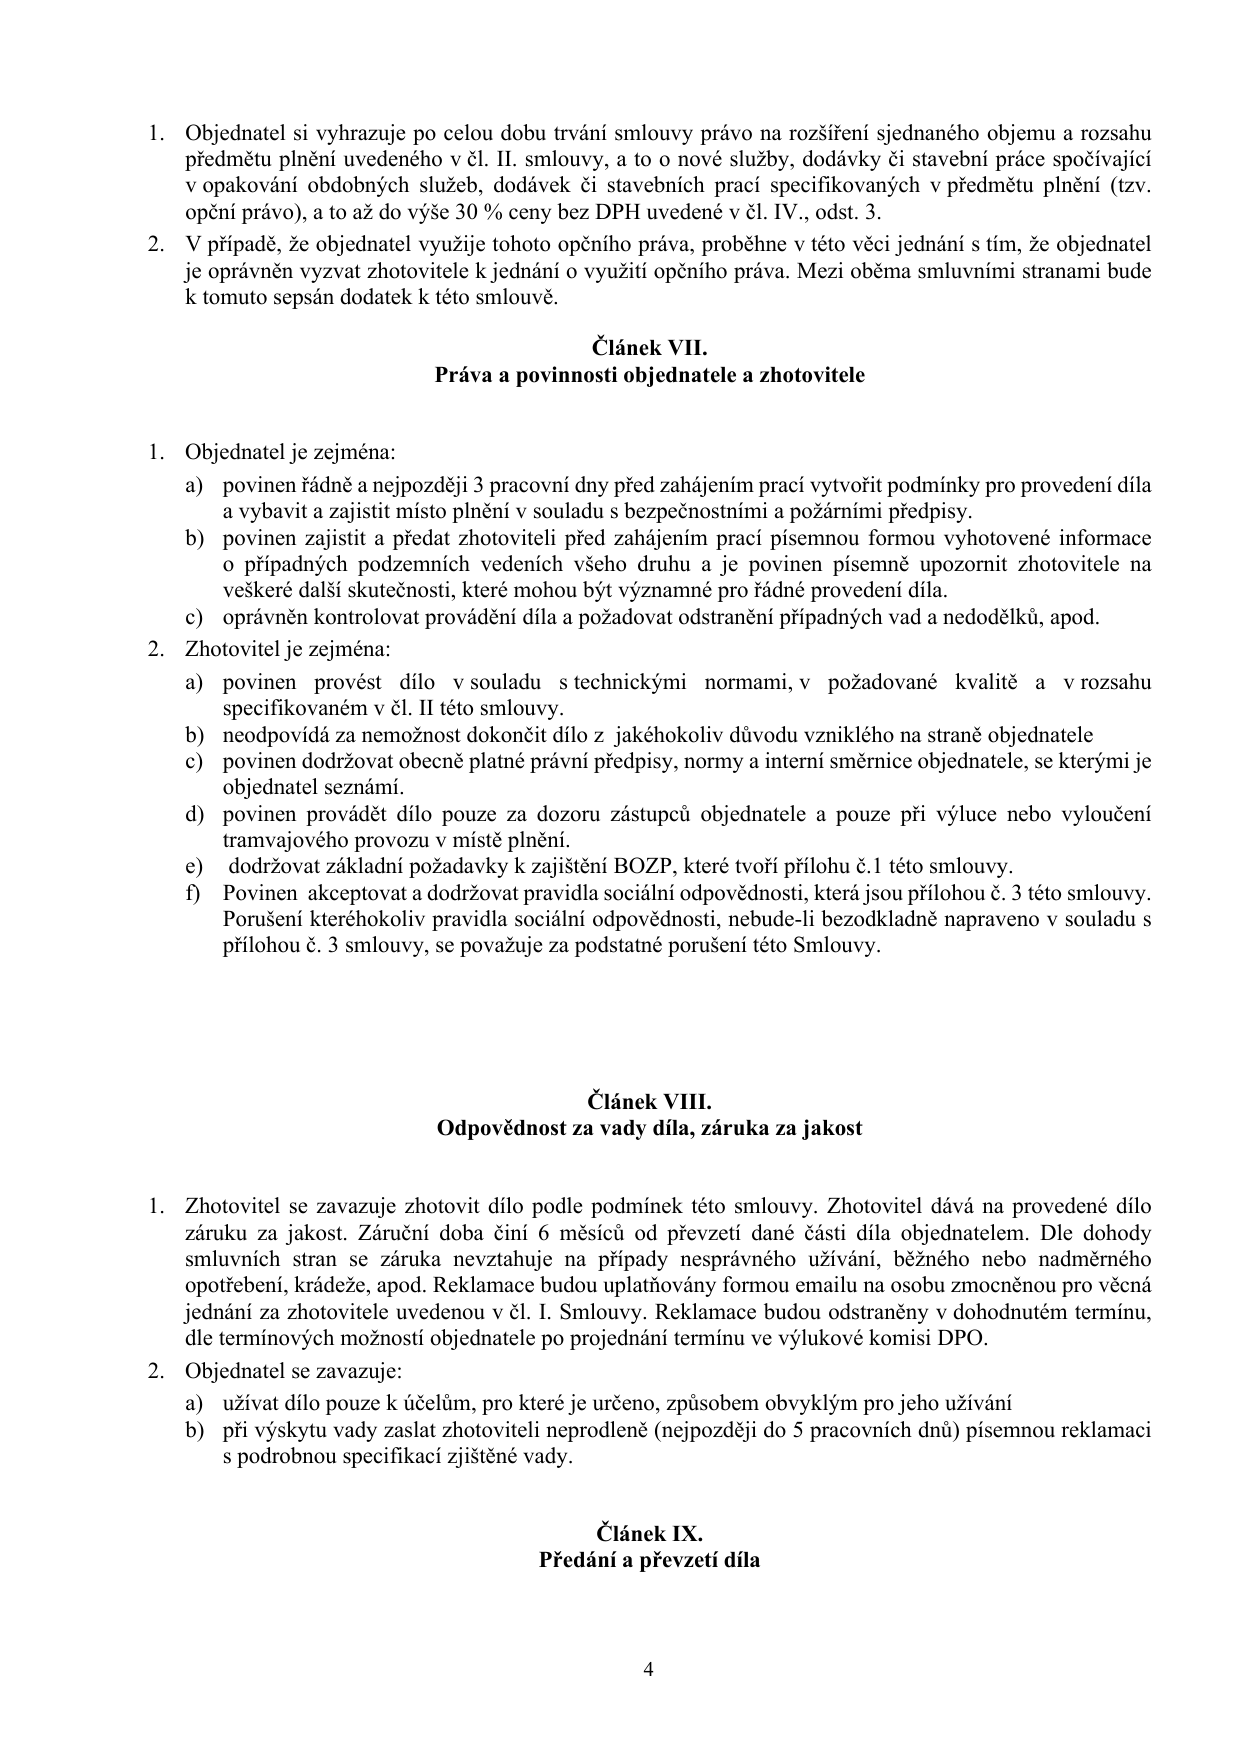 1. Objednatel si vyhrazuje po celou dobu trvání smlouvy právo na rozšíření sjednaného objemu a rozsahu
předmětu plnění uvedeného v čl. II. smlouvy, a to o nové služby, dodávky či stavební práce spočívající
v opakování obdobných služeb, dodávek či stavebních prací specifikovaných v předmětu plnění (tzv.
opční právo), a to až do výše 30 % ceny bez DPH uvedené v čl. IV., odst. 3.
2. V případě, že objednatel využije tohoto opčního práva, proběhne v této věci jednání s tím, že objednatel
je oprávněn vyzvat zhotovitele k jednání o využití opčního práva. Mezi oběma smluvními stranami bude
k tomuto sepsán dodatek k této smlouvě.
Článek VII.
Práva a povinnosti objednatele a zhotovitele
1. Objednatel je zejména:
a) povinen řádně a nejpozději 3 pracovní dny před zahájením prací vytvořit podmínky pro provedení díla
a vybavit a zajistit místo plnění v souladu s bezpečnostními a požárními předpisy.
b) povinen zajistit a předat zhotoviteli před zahájením prací písemnou formou vyhotovené informace
o případných podzemních vedeních všeho druhu a je povinen písemně upozornit zhotovitele na
veškeré další skutečnosti, které mohou být významné pro řádné provedení díla.
c) oprávněn kontrolovat provádění díla a požadovat odstranění případných vad a nedodělků, apod.
2. Zhotovitel je zejména:
a) povinen provést dílo v souladu s technickými normami, v požadované kvalitě a v rozsahu
specifikovaném v čl. II této smlouvy.
b) neodpovídá za nemožnost dokončit dílo z jakéhokoliv důvodu vzniklého na straně objednatele
c) povinen dodržovat obecně platné právní předpisy, normy a interní směrnice objednatele, se kterými je
objednatel seznámí.
d) povinen provádět dílo pouze za dozoru zástupců objednatele a pouze při výluce nebo vyloučení
tramvajového provozu v místě plnění.
e) dodržovat základní požadavky k zajištění BOZP, které tvoří přílohu č.1 této smlouvy.
f) Povinen akceptovat a dodržovat pravidla sociální odpovědnosti, která jsou přílohou č. 3 této smlouvy.
Porušení kteréhokoliv pravidla sociální odpovědnosti, nebude-li bezodkladně napraveno v souladu s
přílohou č. 3 smlouvy, se považuje za podstatné porušení této Smlouvy.
Článek VIII.
Odpovědnost za vady díla, záruka za jakost
1. Zhotovitel se zavazuje zhotovit dílo podle podmínek této smlouvy. Zhotovitel dává na provedené dílo
záruku za jakost. Záruční doba činí 6 měsíců od převzetí dané části díla objednatelem. Dle dohody
smluvních stran se záruka nevztahuje na případy nesprávného užívání, běžného nebo nadměrného
opotřebení, krádeže, apod. Reklamace budou uplatňovány formou emailu na osobu zmocněnou pro věcná
jednání za zhotovitele uvedenou v čl. I. Smlouvy. Reklamace budou odstraněny v dohodnutém termínu,
dle termínových možností objednatele po projednání termínu ve výlukové komisi DPO.
2. Objednatel se zavazuje:
a) užívat dílo pouze k účelům, pro které je určeno, způsobem obvyklým pro jeho užívání
b) při výskytu vady zaslat zhotoviteli neprodleně (nejpozději do 5 pracovních dnů) písemnou reklamaci
s podrobnou specifikací zjištěné vady.
Článek IX.
Předání a převzetí díla
4